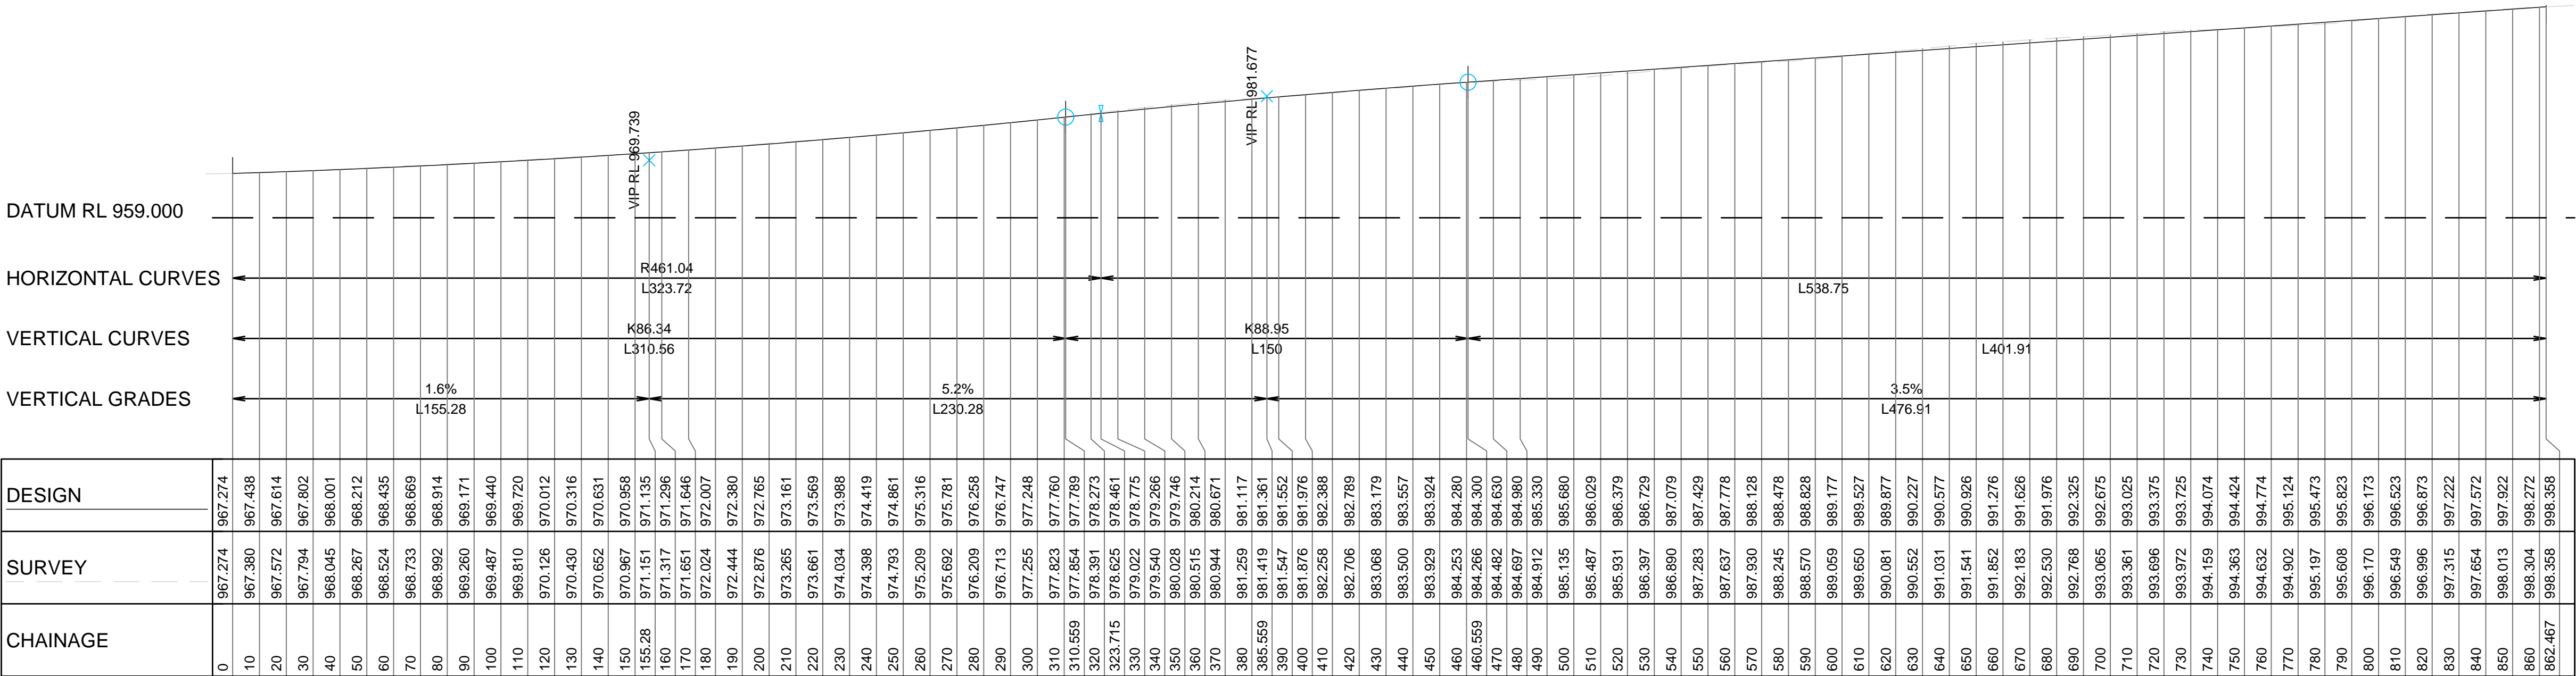 VIP RL 969.739
VIP RL 981.677
DATUM RL 959.000
HORIZONTAL CURVES
R461.04
L323.72
L538.75
VERTICAL CURVES
K86.34
L310.56
K88.95
L150
L401.91
VERTICAL GRADES
1.6%
L155.28
5.2%
L230.28
3.5%
L476.91
DESIGN 967.274 967.438 967.614 967.802 968.001 968.212 968.435 968.669 968.914 969.171 969.440 969.720 970.012 970.316 970.631 970.958 971.135 971.296 971.646 972.007 972.380 972.765 973.161 973.569 973.988 974.419 974.861 975.316 975.781 976.258 976.747 977.248 977.760 977.789 978.273 978.461 978.775 979.266 979.746 980.214 980.671 981.117 981.361 981.552 981.976 982.388 982.789 983.179 983.557 983.924 984.280 984.300 984.630 984.980 985.330 985.680 986.029 986.379 986.729 987.079 987.429 987.778 988.128 988.478 988.828 989.177 989.527 989.877 990.227 990.577 990.926 991.276 991.626 991.976 992.325 992.675 993.025 993.375 993.725 994.074 994.424 994.774 995.124 995.473 995.823 996.173 996.523 996.873 997.222 997.572 997.922 998.272 998.358
SURVEY 967.274 967.380 967.572 967.794 968.045 968.267 968.524 968.733 968.992 969.260 969.487 969.810 970.126 970.430 970.652 970.967 971.151 971.317 971.651 972.024 972.444 972.876 973.265 973.661 974.034 974.398 974.793 975.209 975.692 976.209 976.713 977.255 977.823 977.854 978.391 978.625 979.022 979.540 980.028 980.515 980.944 981.259 981.419 981.547 981.876 982.258 982.706 983.068 983.500 983.929 984.253 984.266 984.482 984.697 984.912 985.135 985.487 985.931 986.397 986.890 987.283 987.637 987.930 988.245 988.570 989.059 989.650 990.081 990.552 991.031 991.541 991.852 992.183 992.530 992.768 993.065 993.361 993.696 993.972 994.159 994.363 994.632 994.902 995.197 995.608 996.170 996.549 996.996 997.315 997.654 998.013 998.304 998.358
CHAINAGE 0 10 20 30 40 50 60 70 80 90 100 110 120 130 140 150 155.28 160 170 180 190 200 210 220 230 240 250 260 270 280 290 300 310 310.559 320 323.715 330 340 350 360 370 380 385.559 390 400 410 420 430 440 450 460 460.559 470 480 490 500 510 520 530 540 550 560 570 580 590 600 610 620 630 640 650 660 670 680 690 700 710 720 730 740 750 760 770 780 790 800 810 820 830 840 850 860 862.467